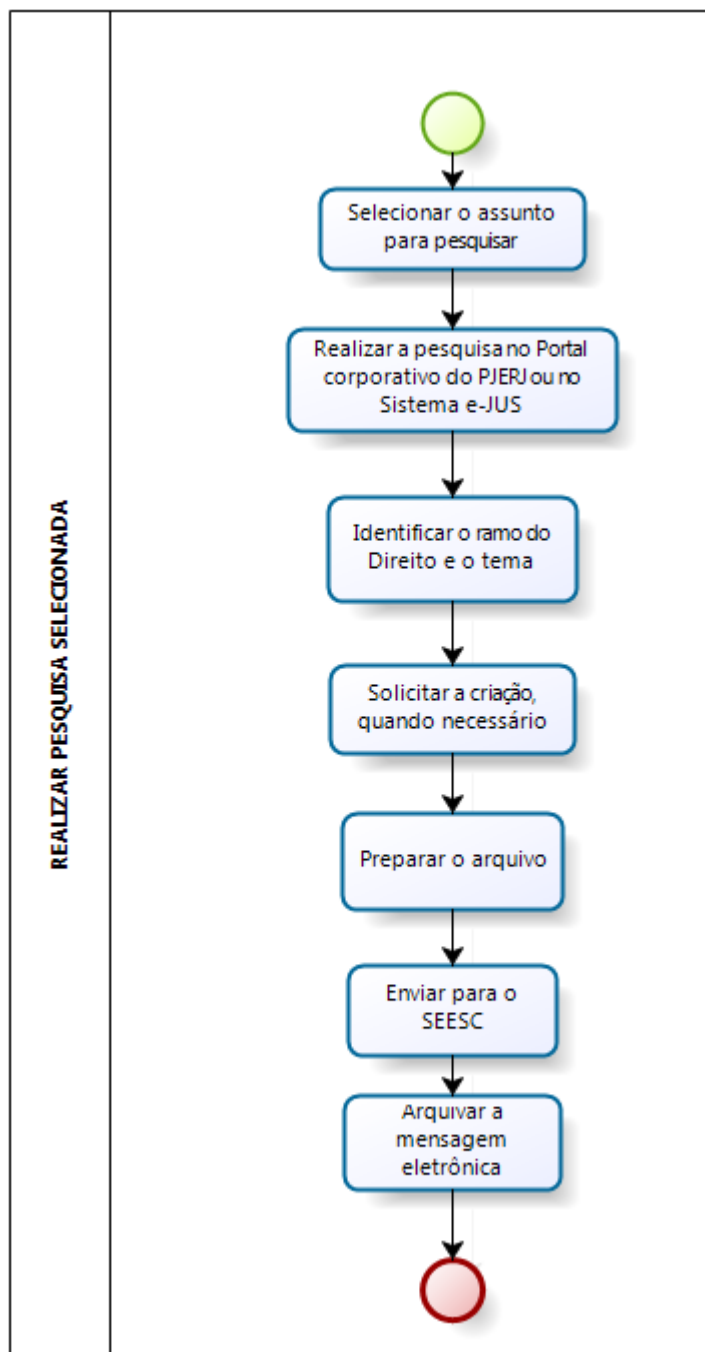 REALIZAR PESQUISA SELECIONADA
Selecionar o assunto
para pesquisar
Realizar a pesquisa no Portal
corporativo do PJERJ ou no
Sistema e-JUS
Identificar o ramo do
Direito e o tema
Solicitar a criação,
quando necessário
Preparar o arquivo
Enviar para o
SEESC
Arquivar a
mensagem
eletrônica